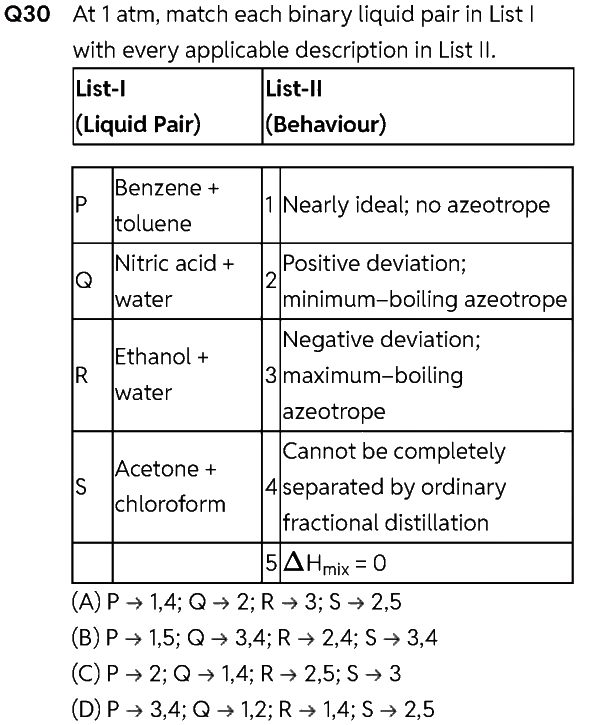 Q30 At 1 atm, match each binary liquid pair in List I
with every applicable description in List II.
List-I List-II
(Liquid Pair) (Behaviour)
P Benzene + toluene 1 Nearly ideal; no azeotrope
Q Nitric acid + water 2 Positive deviation; minimum–boiling azeotrope
R Ethanol + water 3 Negative deviation; maximum–boiling azeotrope
S Acetone + chloroform 4 Cannot be completely separated by ordinary fractional distillation
5 ΔHmix = 0
(A) P → 1,4; Q → 2; R → 3; S → 2,5
(B) P → 1,5; Q → 3,4; R → 2,4; S → 3,4
(C) P → 2; Q → 1,4; R → 2,5; S → 3
(D) P → 3,4; Q → 1,2; R → 1,4; S → 2,5